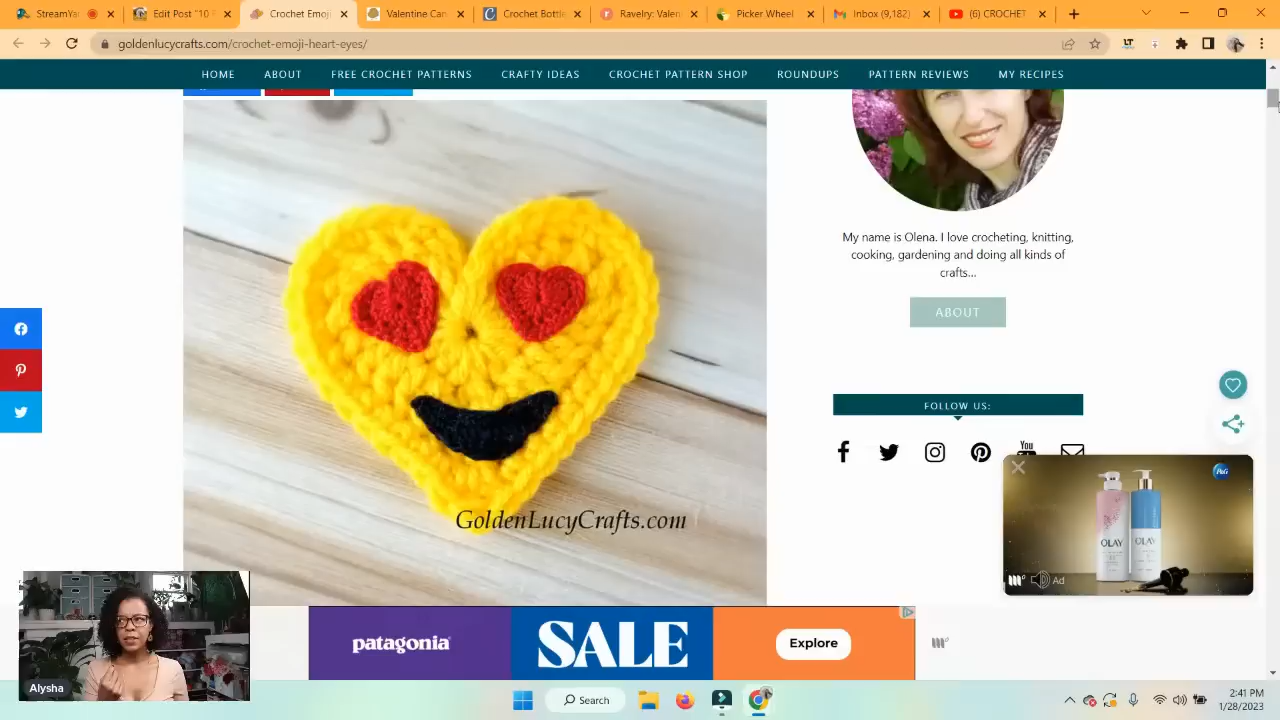 StreamYar
Edit Post "10 F
Crochet Emoji
Valentine Can
Crochet Bottle
Ravelry: Valen
Picker Wheel
Inbox (9,182)
(6) CROCHET
goldenlucycrafts.com/crochet-emoji-heart-eyes/
HOME
ABOUT
FREE CROCHET PATTERNS
CRAFTY IDEAS
CROCHET PATTERN SHOP
ROUNDUPS
PATTERN REVIEWS
MY RECIPES
My name is Olena. I love crocheting, knitting,
cooking, gardening and doing all kinds of
crafts...
ABOUT
FOLLOW US:
You
GoldenLucyCrafts.com
P&G
OLAY
OLAY
Ad
patagonia
SALE
Explore
Alysha
Search
2:41 PM
1/28/2023